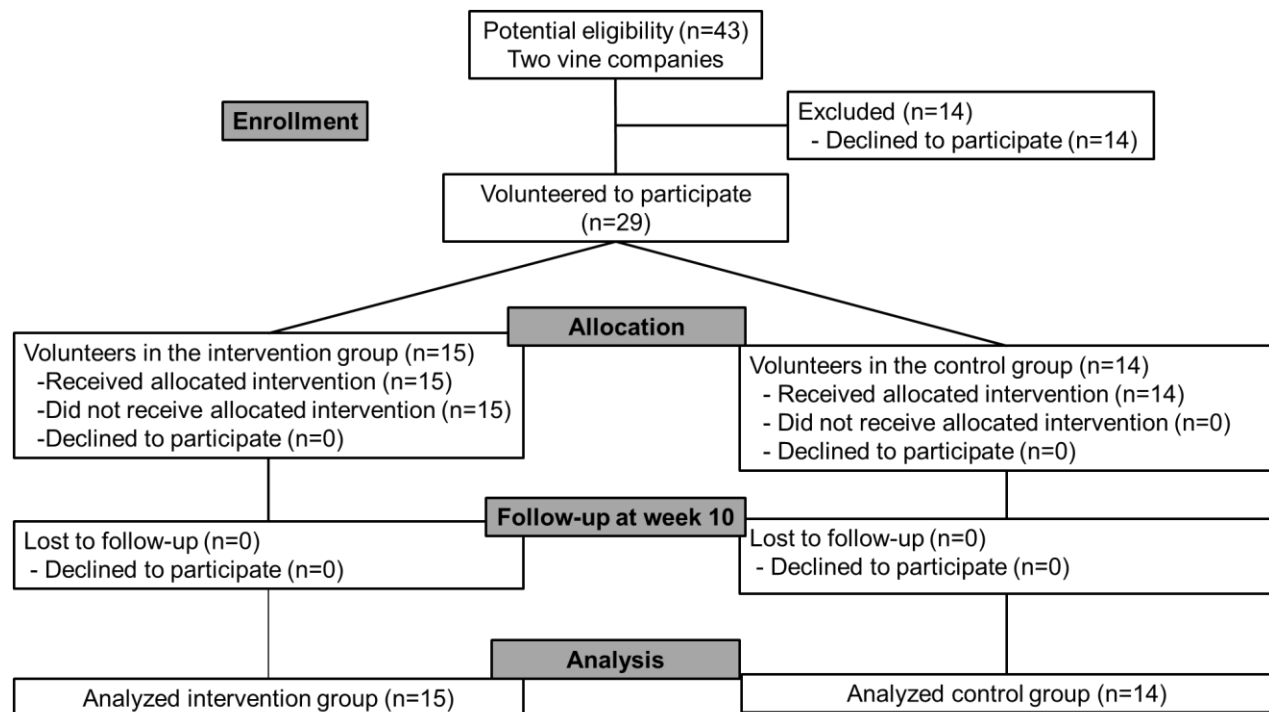 Potential eligibility (n=43)
Two vine companies
Enrollment
Excluded (n=14)
- Declined to participate (n=14)
Volunteered to participate
(n=29)
Allocation
Volunteers in the intervention group (n=15)
-Received allocated intervention (n=15)
-Did not receive allocated intervention (n=15)
-Declined to participate (n=0)
Volunteers in the control group (n=14)
- Received allocated intervention (n=14)
- Did not receive allocated intervention (n=0)
- Declined to participate (n=0)
Follow-up at week 10
Lost to follow-up (n=0)
- Declined to participate (n=0)
Lost to follow-up (n=0)
- Declined to participate (n=0)
Analysis
Analyzed intervention group (n=15)
Analyzed control group (n=14)